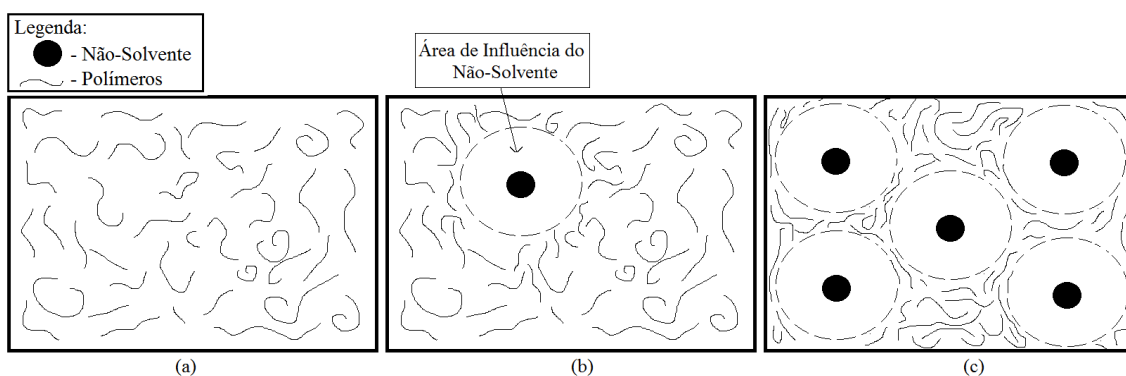 Legenda:
- Não-Solvente
- Polímeros
Área de Influência do
Não-Solvente
(a)
(b)
(c)